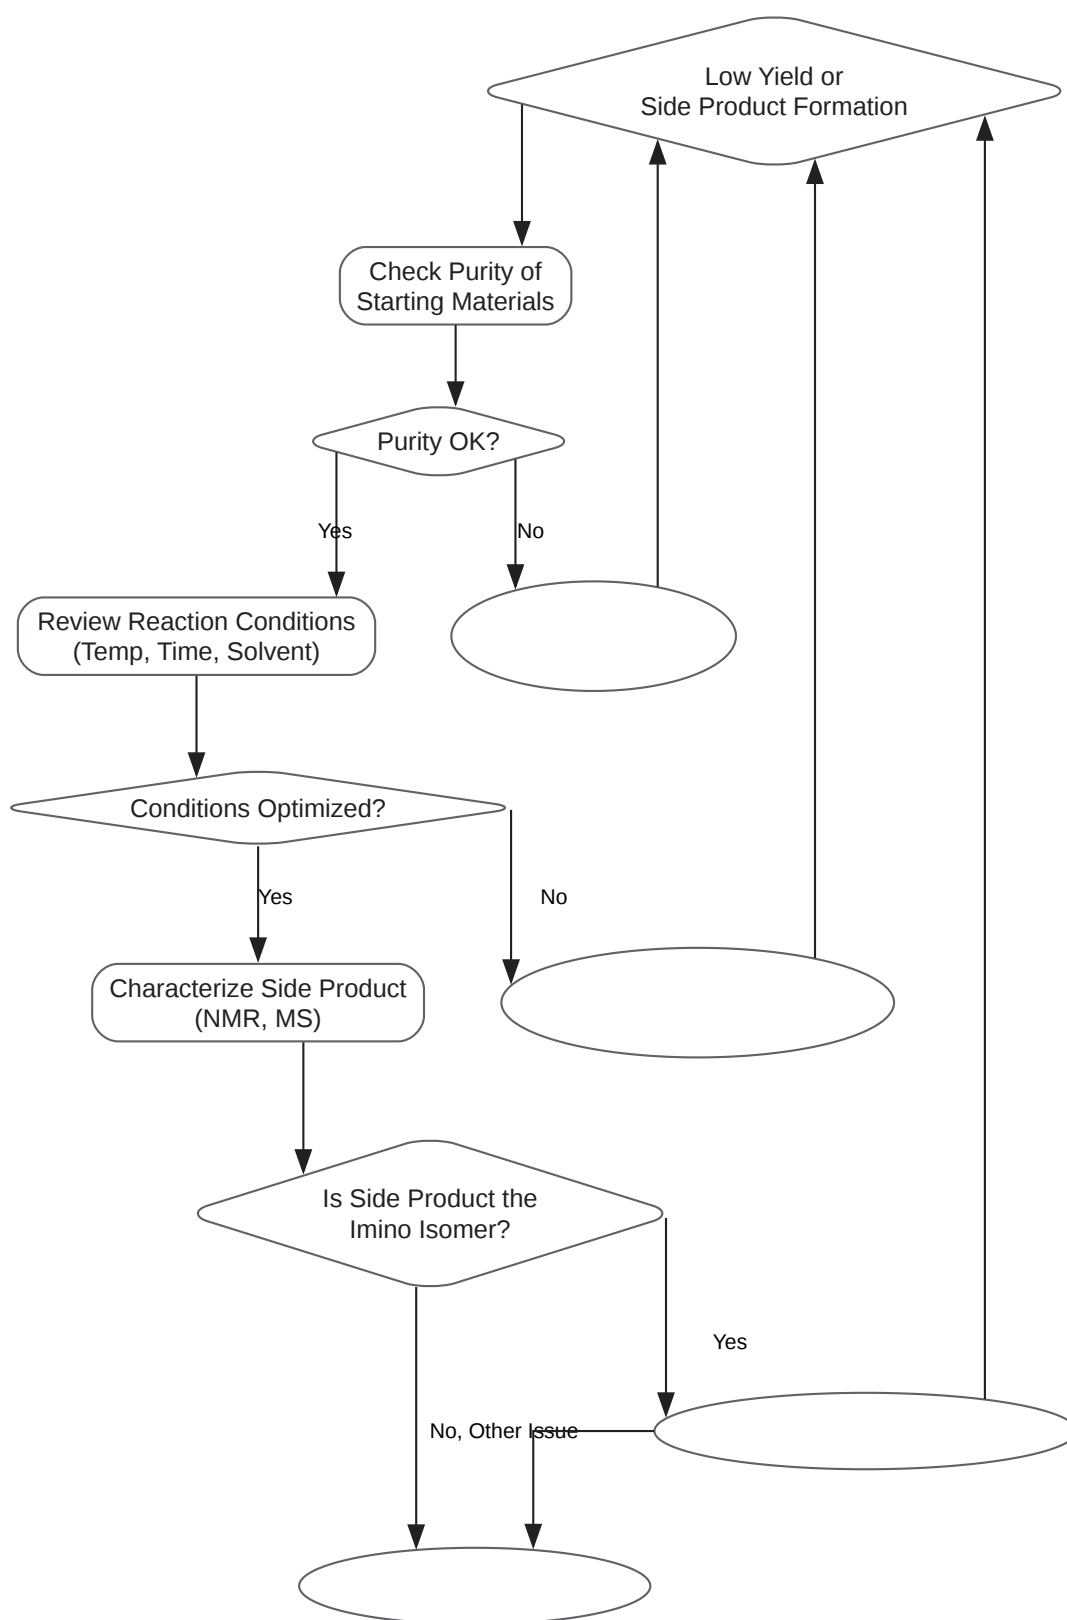 Low Yield or
Side Product Formation
Check Purity of
Starting Materials
Purity OK?
Yes
No
Review Reaction Conditions
(Temp, Time, Solvent)
Conditions Optimized?
Yes
No
Characterize Side Product
(NMR, MS)
Is Side Product the
Imino Isomer?
Yes
No, Other Issue